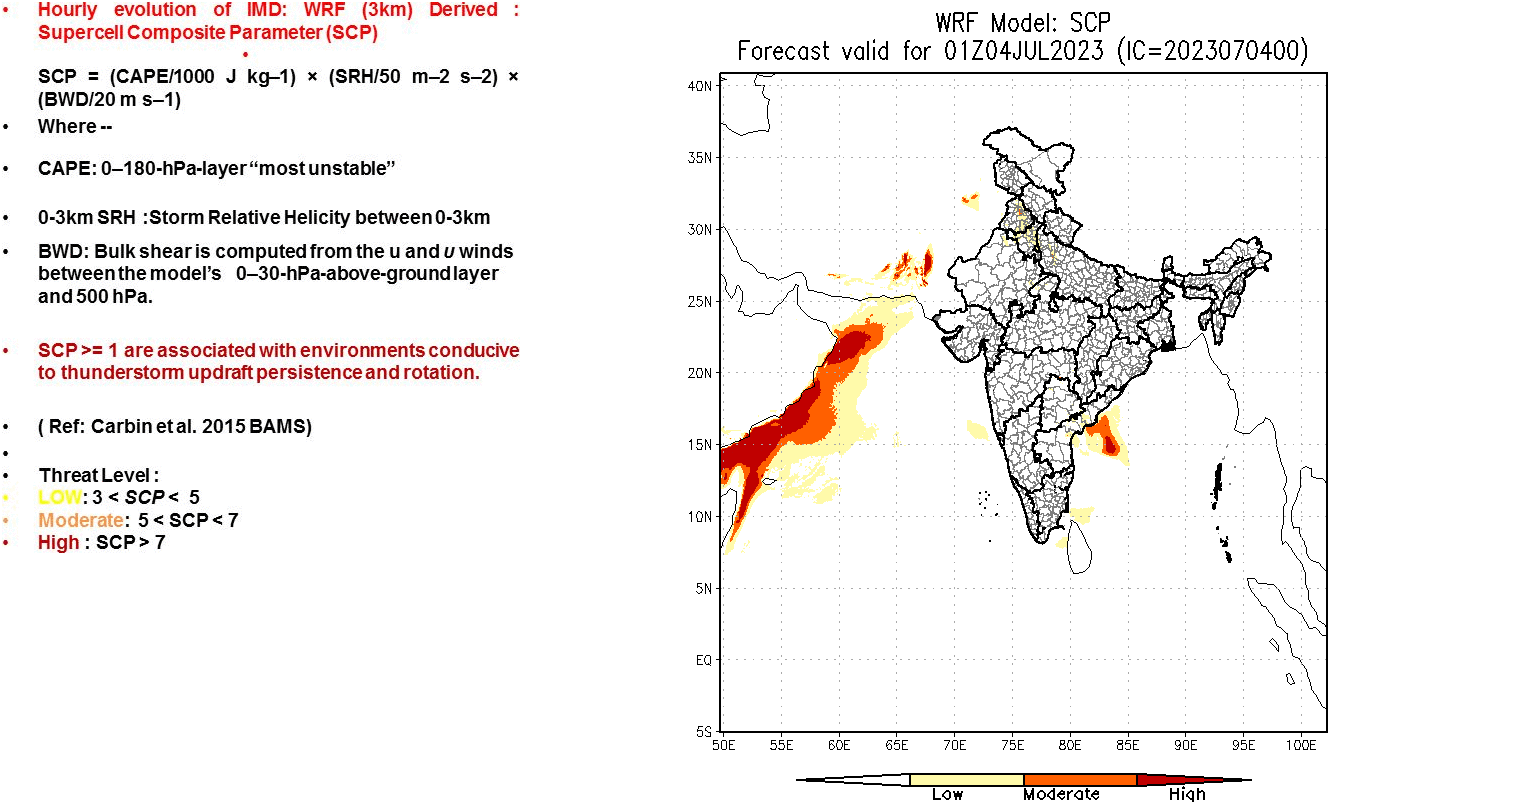 • Hourly evolution of IMD: WRF (3km) Derived :
Supercell Composite Parameter (SCP)
•
SCP = (CAPE/1000 J kg–1) × (SRH/50 m–2 s–2) ×
(BWD/20 m s–1)
• Where --
• CAPE: 0–180-hPa-layer “most unstable”
• 0-3km SRH :Storm Relative Helicity between 0-3km
• BWD: Bulk shear is computed from the u and υ winds
between the model’s 0–30-hPa-above-ground layer
and 500 hPa.
• SCP >= 1 are associated with environments conducive
to thunderstorm updraft persistence and rotation.
• ( Ref: Carbin et al. 2015 BAMS)
•
• Threat Level :
• LOW: 3 < SCP < 5
• Moderate: 5 < SCP < 7
• High : SCP > 7
WRF Model: SCP
Forecast valid for 01Z04JUL2023 (IC=2023070400)
40N
35N
30N
25N
20N
15N
10N
5N
EQ
5S
50E 55E 60E 65E 70E 75E 80E 85E 90E 95E 100E
Low Moderate High